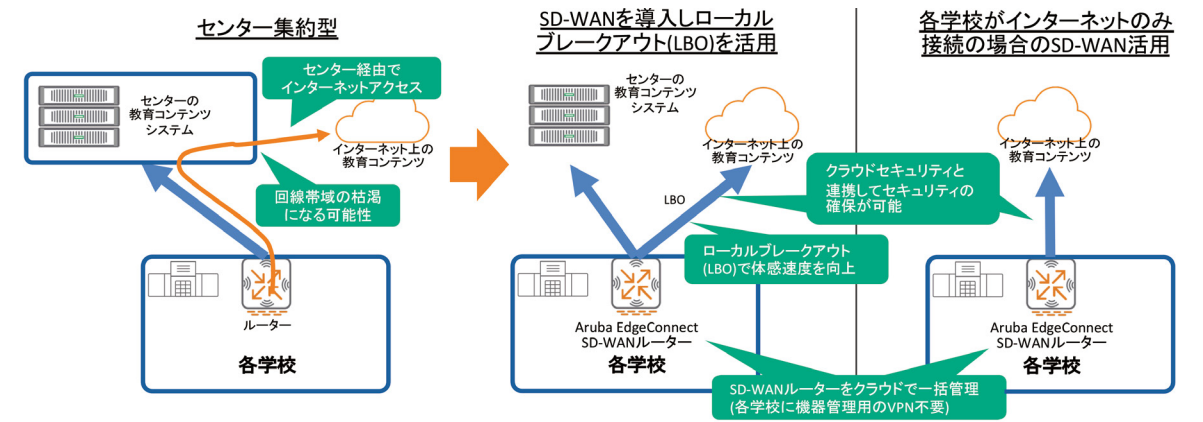 センター集約型
センター経由で
インターネットアクセス
センターの
教育コンテンツ
システム
インターネット上の
教育コンテンツ
回線帯域の枯渇
になる可能性
ルーター
各学校
SD-WANを導入しローカル
ブレークアウト(LBO)を活用
センターの
教育コンテンツ
システム
インターネット上の
教育コンテンツ
LBO
ローカルブレークアウト
(LBO)で体感速度を向上
Aruba EdgeConnect
SD-WANルーター
各学校
各学校がインターネットのみ
接続の場合のSD-WAN活用
インターネット上の
教育コンテンツ
クラウドセキュリティと
連携してセキュリティの
確保が可能
Aruba EdgeConnect
SD-WANルーター
各学校
SD-WANルーターをクラウドで一括管理
(各学校に機器管理用のVPN不要)